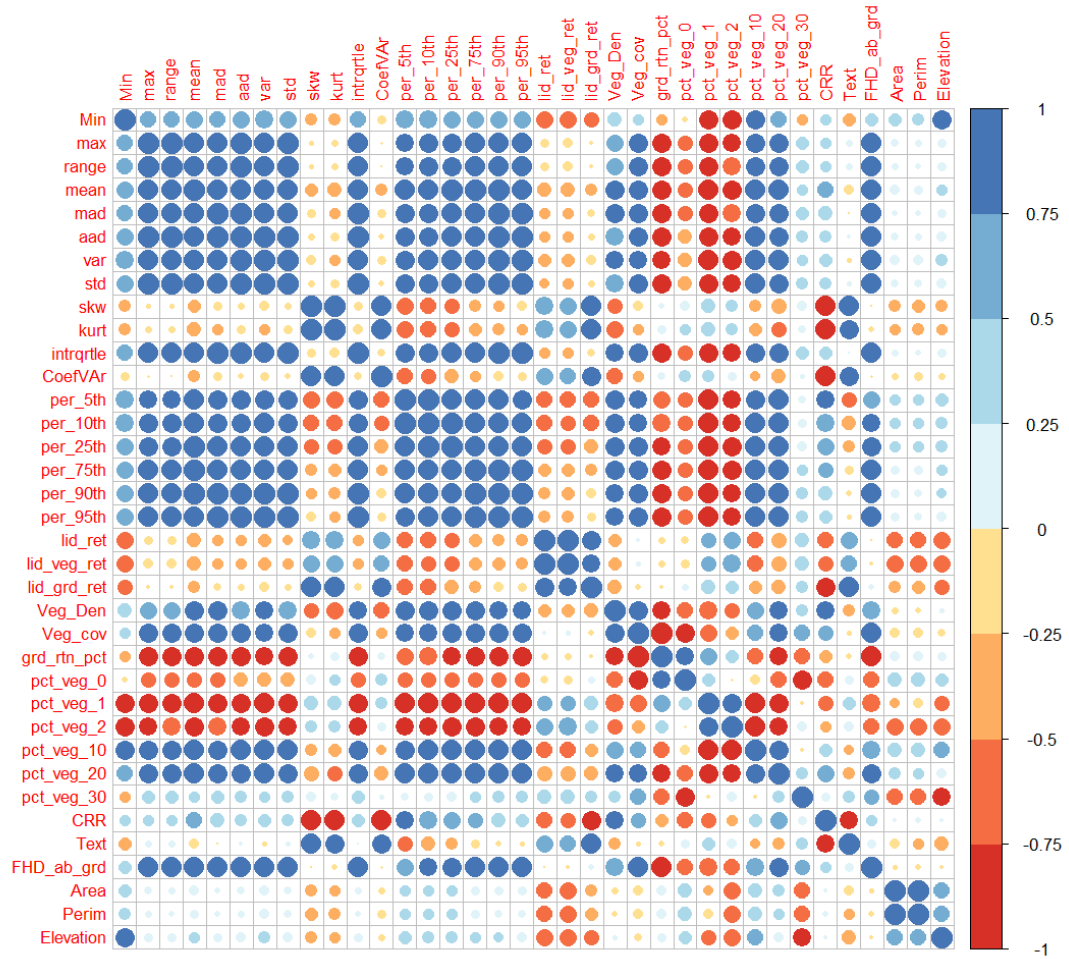 Min
max
range
mean
mad
aad
var
std
skw
kurt
intrqrtle
CoefVAr
per_5th
per_10th
per_25th
per_75th
per_90th
per_95th
lid_ret
lid_veg_ret
lid_grd_ret
Veg_Den
Veg_cov
grd_rtn_pct
pct_veg_0
pct_veg_1
pct_veg_2
pct_veg_10
pct_veg_20
pct_veg_30
CRR
Text
FHD_ab_grd
Area
Perim
Elevation
Min
max
range
mean
mad
aad
var
std
skw
kurt
intrqrtle
CoefVAr
per_5th
per_10th
per_25th
per_75th
per_90th
per_95th
lid_ret
lid_veg_ret
lid_grd_ret
Veg_Den
Veg_cov
grd_rtn_pct
pct_veg_0
pct_veg_1
pct_veg_2
pct_veg_10
pct_veg_20
pct_veg_30
CRR
Text
FHD_ab_grd
Area
Perim
Elevation
1
0.75
0.5
0.25
0
-0.25
-0.5
-0.75
-1